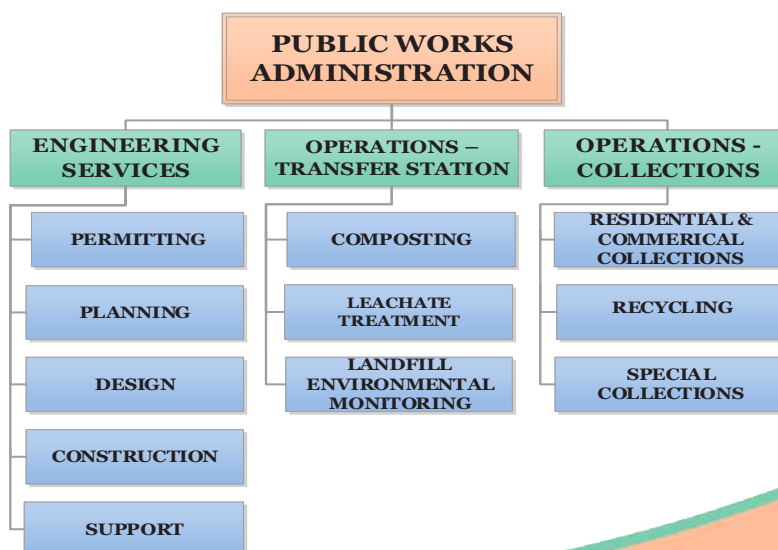 PUBLIC WORKS
ADMINISTRATION
ENGINEERING
SERVICES
PERMITTING
PLANNING
DESIGN
CONSTRUCTION
SUPPORT
OPERATIONS –
TRANSFER STATION
COMPOSTING
LEACHATE
TREATMENT
LANDFILL
ENVIRONMENTAL
MONITORING
OPERATIONS -
COLLECTIONS
RESIDENTIAL &
COMMERICAL
COLLECTIONS
RECYCLING
SPECIAL
COLLECTIONS